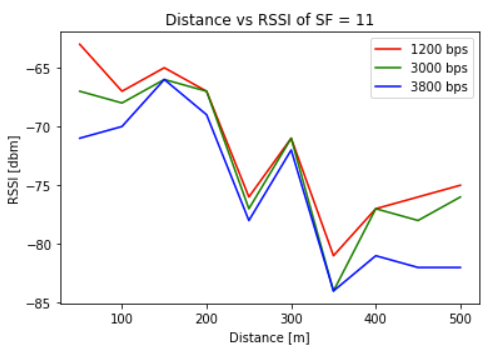 Distance vs RSSI of SF = 11
1200 bps
3000 bps
3800 bps
RSSI [dbm]
−65
−70
−75
−80
−85
100 200 300 400 500
Distance [m]